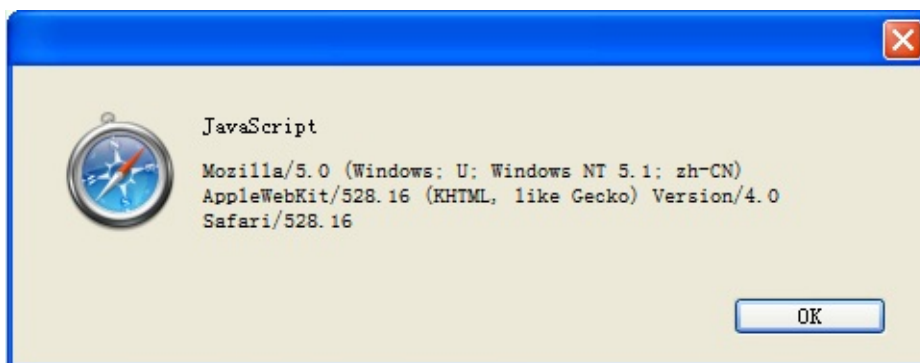 JavaScript
Mozilla/5.0 (Windows; U; Windows NT 5.1; zh-CN)
AppleWebKit/528.16 (KHTML, like Gecko) Version/4.0
Safari/528.16
OK